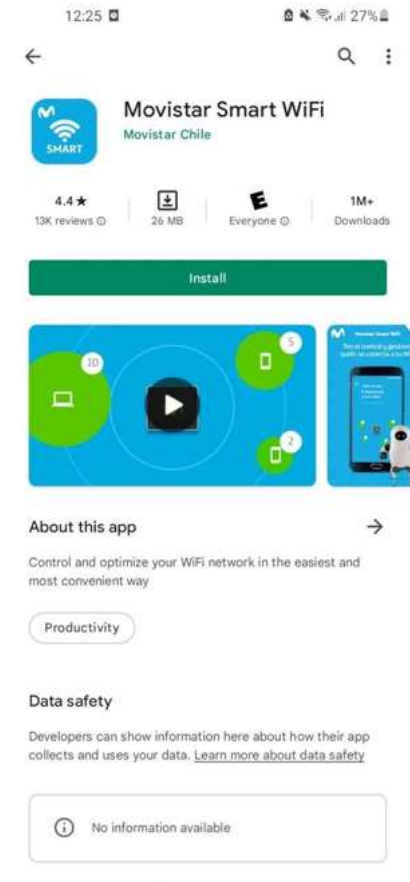 12:25
27%
SMART
Movistar Smart WiFi
Movistar Chile
4.4★
13K reviews
26 MB
E
Everyone
1M+
Downloads
Install
10
5
2
Movistar Smart WiFi
About this app
Control and optimize your WiFi network in the easiest and
most convenient way
Productivity
Data safety
Developers can show information here about how their app
collects and uses your data. Learn more about data safety
No information available